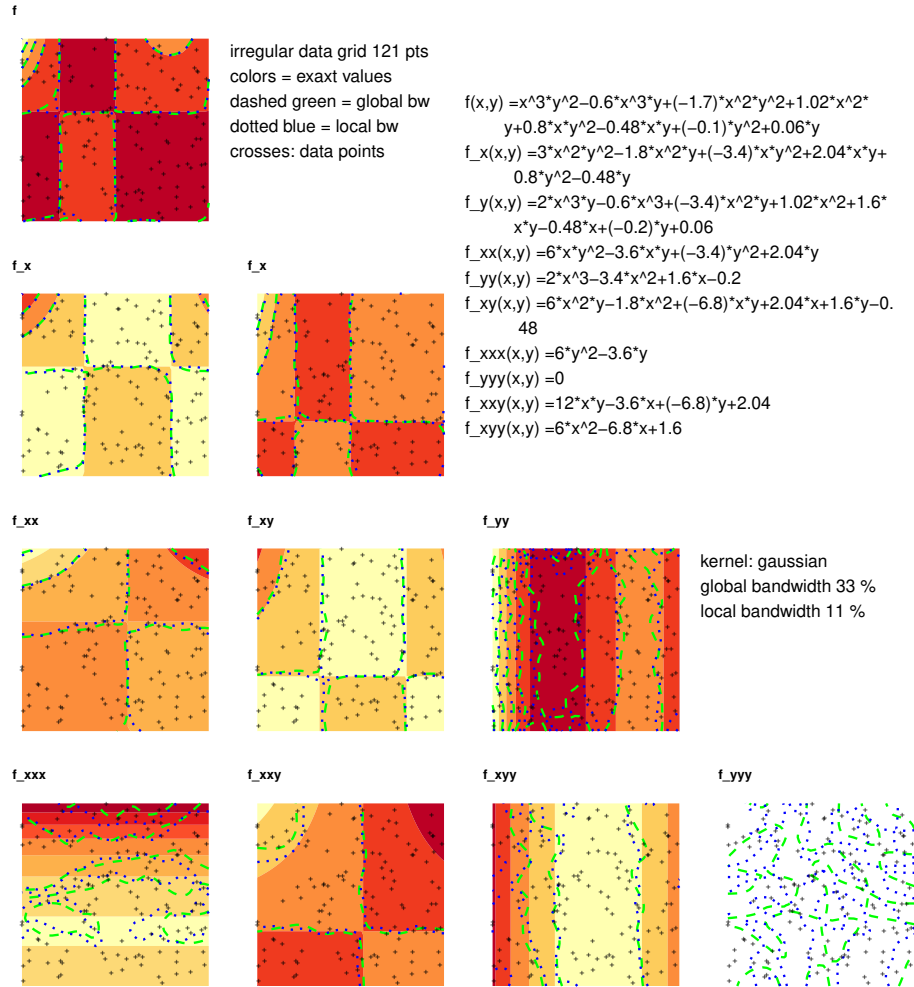 f
irregular data grid 121 pts
colors = exaxt values
dashed green = global bw
dotted blue = local bw
crosses: data points
f(x,y) =x^3*y^2−0.6*x^3*y+(−1.7)*x^2*y^2+1.02*x^2*
y+0.8*x*y^2−0.48*x*y+(−0.1)*y^2+0.06*y
f_x(x,y) =3*x^2*y^2−1.8*x^2*y+(−3.4)*x*y^2+2.04*x*y+
0.8*y^2−0.48*y
f_y(x,y) =2*x^3*y−0.6*x^3+(−3.4)*x^2*y+1.02*x^2+1.6*
x*y−0.48*x+(−0.2)*y+0.06
f_xx(x,y) =6*x*y^2−3.6*x*y+(−3.4)*y^2+2.04*y
f_yy(x,y) =2*x^3−3.4*x^2+1.6*x−0.2
f_xy(x,y) =6*x^2*y−1.8*x^2+(−6.8)*x*y+2.04*x+1.6*y−0.
48
f_xxx(x,y) =6*y^2−3.6*y
f_yyy(x,y) =0
f_xxy(x,y) =12*x*y−3.6*x+(−6.8)*y+2.04
f_xyy(x,y) =6*x^2−6.8*x+1.6
f_x
f_x
f_xx
f_xy
f_yy
kernel: gaussian
global bandwidth 33 %
local bandwidth 11 %
f_xxx
f_xxy
f_xyy
f_yyy